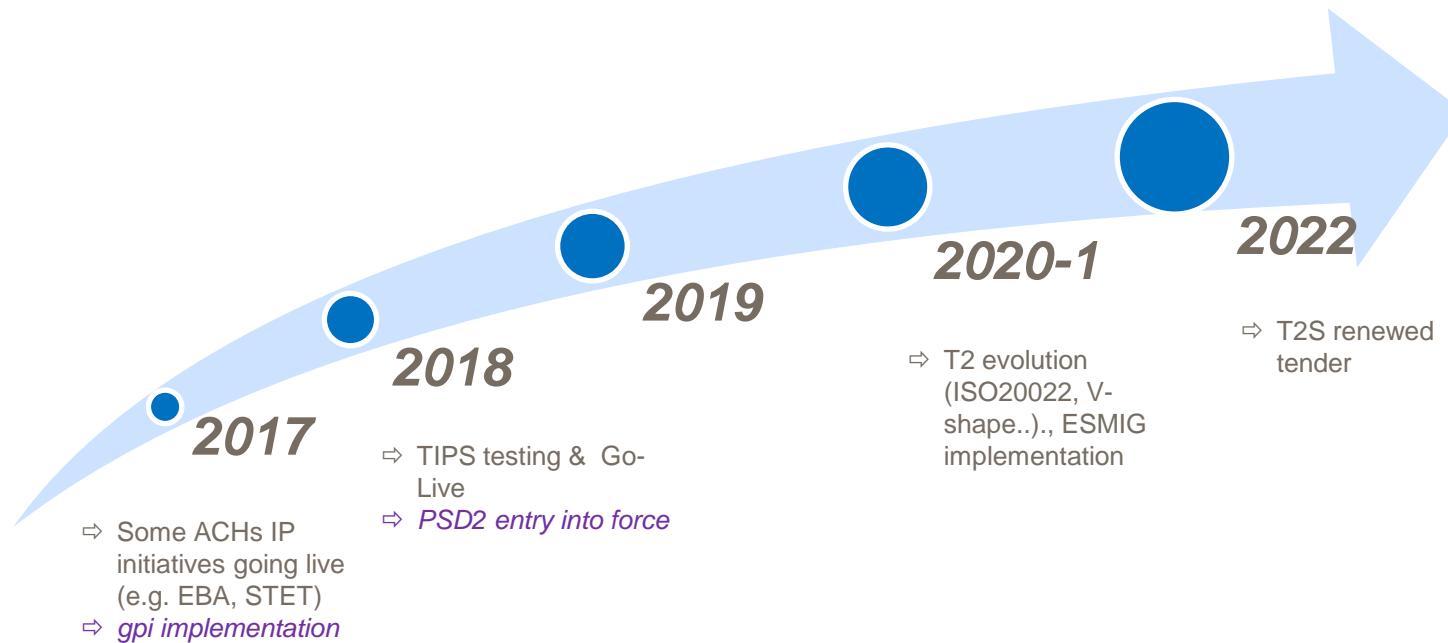 2017
⇨ Some ACHs IP
initiatives going live
(e.g. EBA, STET)
⇨ gpi implementation
2018
⇨ TIPS testing & Go-
Live
⇨ PSD2 entry into force
2019
2020-1
⇨ T2 evolution
(ISO20022, V-
shape..)., ESMIG
implementation
2022
⇨ T2S renewed
tender